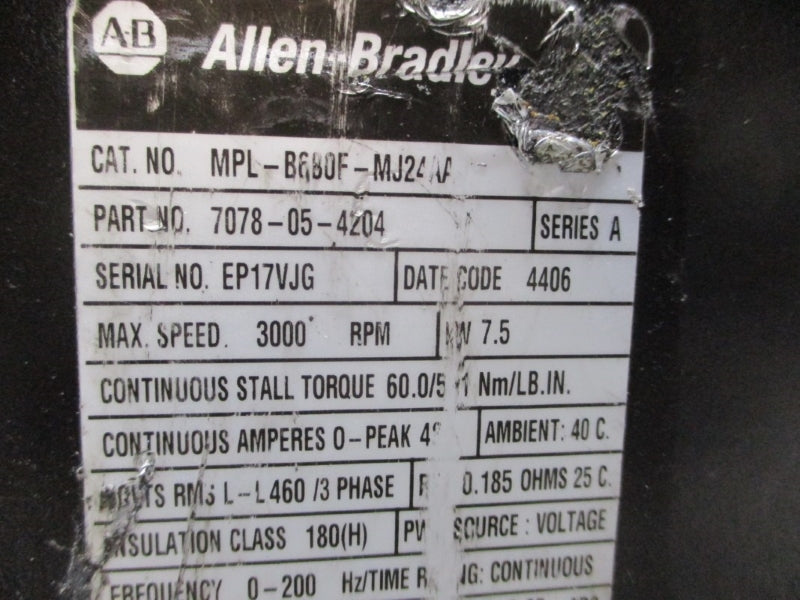 A·B Allen-Bradley
CAT. NO. MPL-B680F-MJ24AA
PART NO. 7078-05-4204 SERIES A
SERIAL NO. EP17VJG DATE CODE 4406
MAX. SPEED. 3000 RPM KW 7.5
CONTINUOUS STALL TORQUE Nm/LB.IN.
CONTINUOUS AMPERES 0-PEAK AMBIENT: 40 C.
VOLTS RMS L-L 460 /3 PHASE 0.185 OHMS 25 C.
INSULATION CLASS 180(H) SOURCE : VOLTAGE
FREQUENCY 0-200 Hz/TIME CONTINUOUS